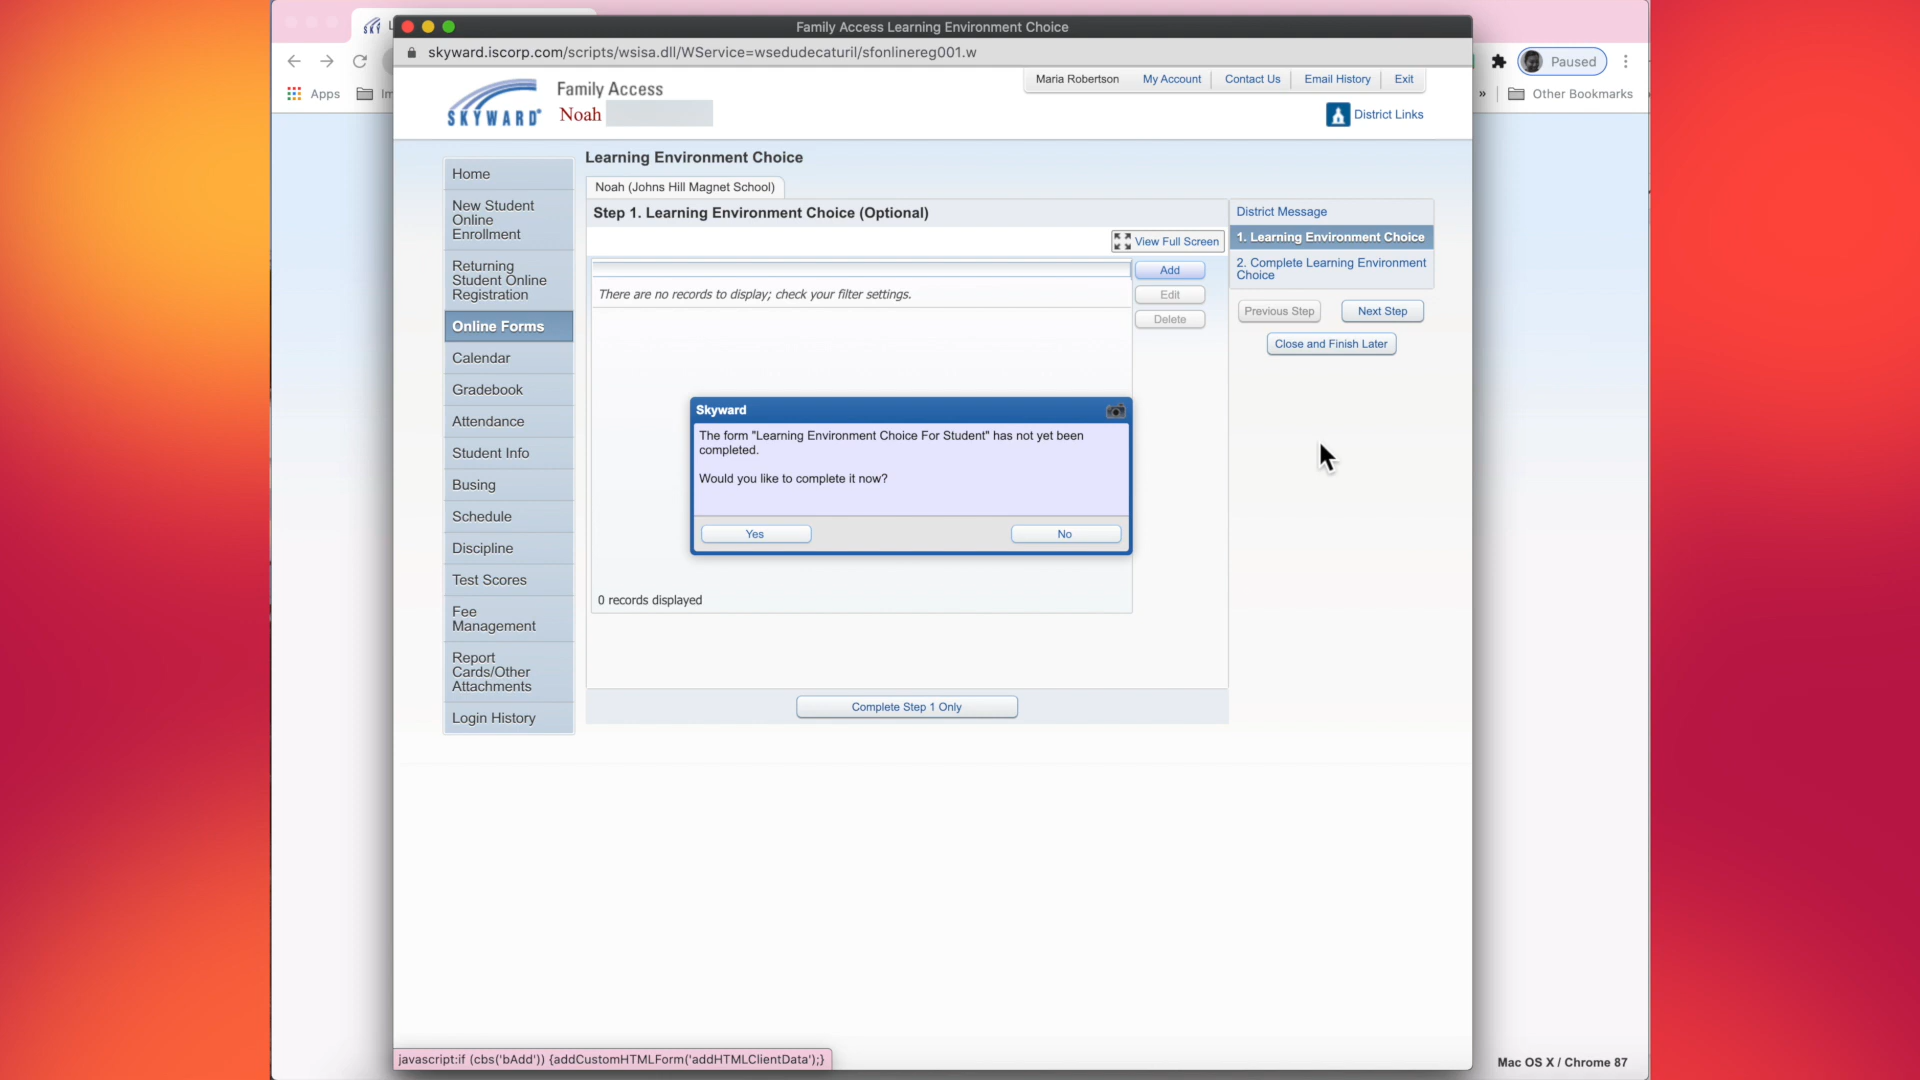 Family Access Learning Environment Choice
skyward.iscorp.com/scripts/wsisa.dll/WService=wsedudecaturil/sfonlinereg001.w
Paused
Apps
»
Other Bookmarks
SKYWARD
Family Access
Noah
Maria Robertson
My Account
Contact Us
Email History
Exit
District Links
Home
New Student
Online
Enrollment
Returning
Student Online
Registration
Online Forms
Calendar
Gradebook
Attendance
Student Info
Busing
Schedule
Discipline
Test Scores
Fee
Management
Report
Cards/Other
Attachments
Login History
Learning Environment Choice
Noah (Johns Hill Magnet School)
Step 1. Learning Environment Choice (Optional)
View Full Screen
There are no records to display; check your filter settings.
Add
Edit
Delete
Skyward
The form "Learning Environment Choice For Student" has not yet been
completed.
Would you like to complete it now?
Yes
No
0 records displayed
Complete Step 1 Only
District Message
1. Learning Environment Choice
2. Complete Learning Environment
Choice
Previous Step
Next Step
Close and Finish Later
javascript:if (cbs('bAdd')) {addCustomHTMLForm('addHTMLClientData');}
Mac OS X / Chrome 87